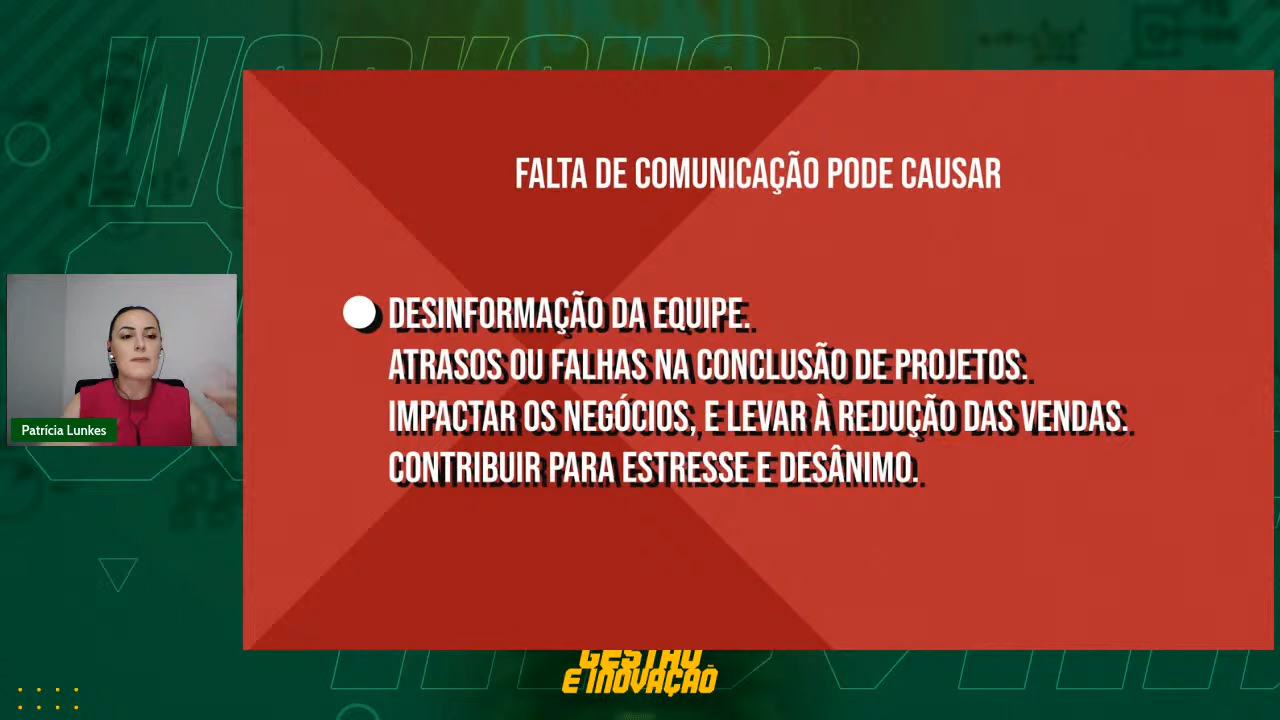 WORKSHOP
FALTA DE COMUNICAÇÃO PODE CAUSAR
DESINFORMAÇÃO DA EQUIPE.
ATRASOS OU FALHAS NA CONCLUSÃO DE PROJETOS.
IMPACTAR OS NEGÓCIOS, E LEVAR À REDUÇÃO DAS VENDAS.
CONTRIBUIR PARA ESTRESSE E DESÂNIMO.
Patrícia Lunkes
GESTÃO
E INOVAÇÃO